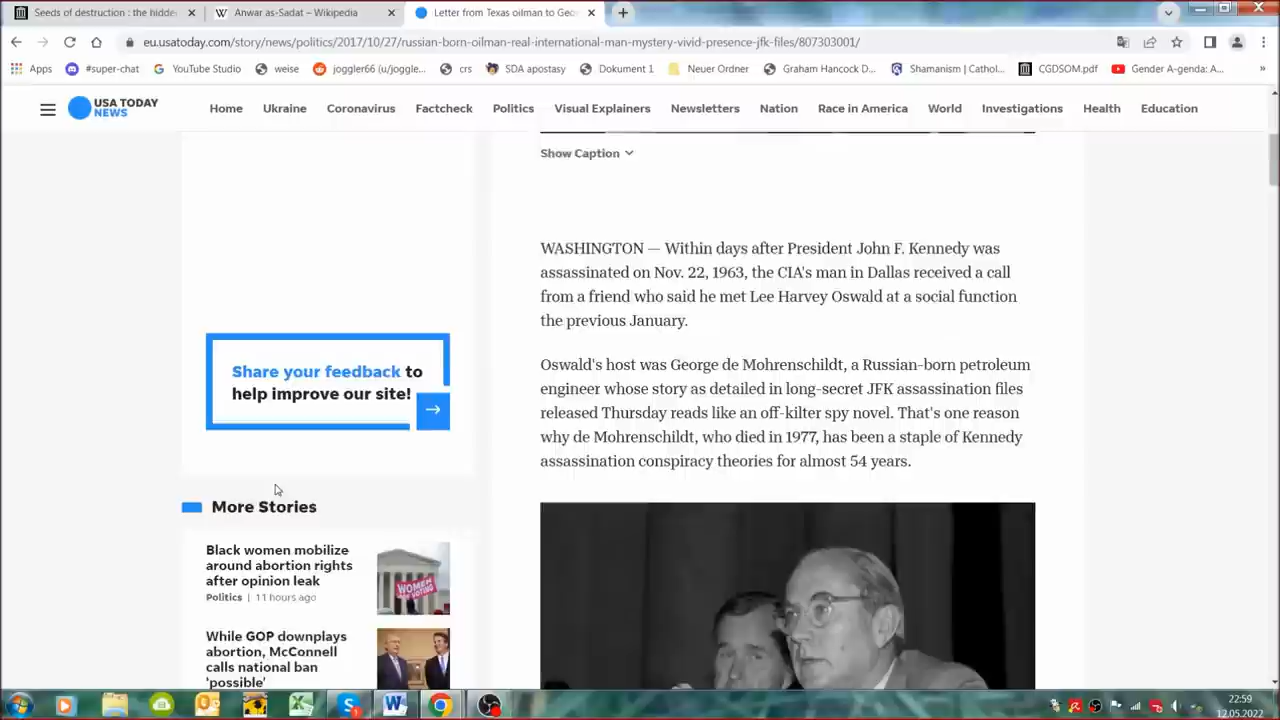 Seeds of destruction : the hidde
Anwar as-Sadat – Wikipedia
Letter from Texas oilman to Geo
eu.usatoday.com/story/news/politics/2017/10/27/russian-born-oilman-real-international-man-mystery-vivid-presence-jfk-files/807303001/
Apps
#super-chat
YouTube Studio
weise
joggler66 (u/joggle...
crs
SDA apostasy
Dokument 1
Neuer Ordner
Graham Hancock D...
Shamanism | Cathol...
CGDSOM.pdf
Gender A-genda: A...
»
USA TODAY
NEWS
Home
Ukraine
Coronavirus
Factcheck
Politics
Visual Explainers
Newsletters
Nation
Race in America
World
Investigations
Health
Education
Show Caption
WASHINGTON — Within days after President John F. Kennedy was
assassinated on Nov. 22, 1963, the CIA's man in Dallas received a call
from a friend who said he met Lee Harvey Oswald at a social function
the previous January.
Oswald's host was George de Mohrenschildt, a Russian-born petroleum
engineer whose story as detailed in long-secret JFK assassination files
released Thursday reads like an off-kilter spy novel. That's one reason
why de Mohrenschildt, who died in 1977, has been a staple of Kennedy
assassination conspiracy theories for almost 54 years.
Share your feedback to
help improve our site!
More Stories
Black women mobilize
around abortion rights
after opinion leak
Politics | 11 hours ago
WOMEN
VOTING
While GOP downplays
abortion, McConnell
calls national ban
'possible'
22:59
12.05.2022